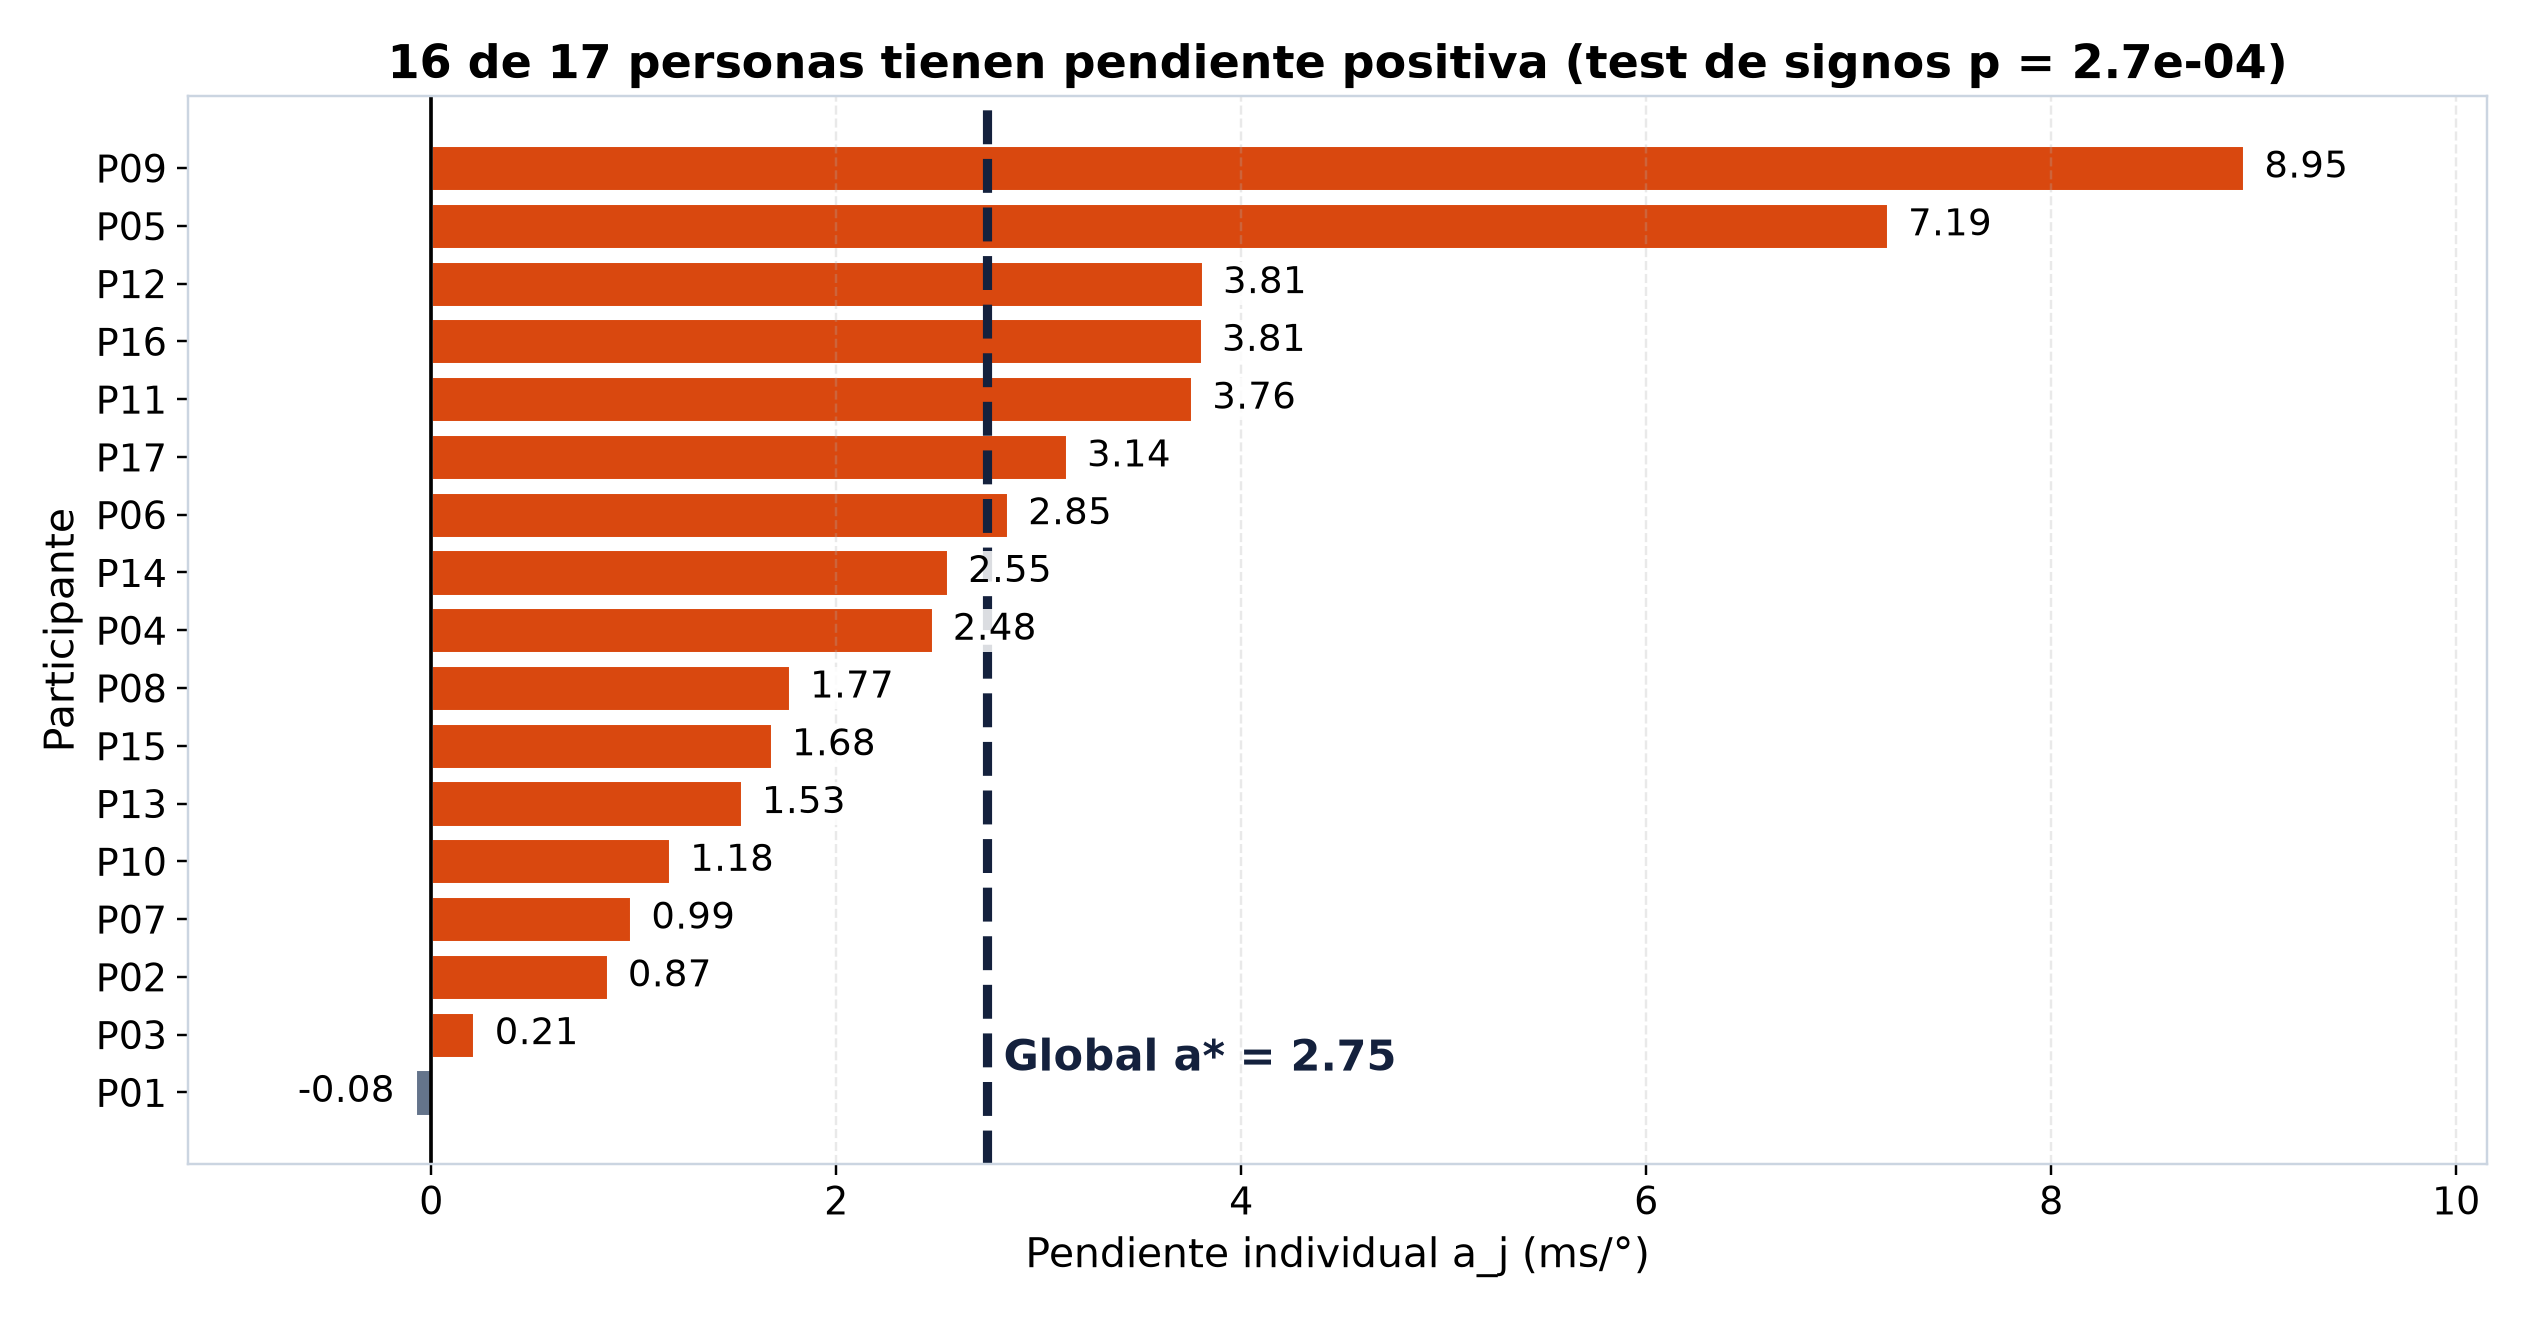 16 de 17 personas tienen pendiente positiva (test de signos p = 2.7e-04)
Participante
P09 8.95
P05 7.19
P12 3.81
P16 3.81
P11 3.76
P17 3.14
P06 2.85
P14 2.55
P04 2.48
P08 1.77
P15 1.68
P13 1.53
P10 1.18
P07 0.99
P02 0.87
P03 0.21
Global a* = 2.75
P01 -0.08
0 2 4 6 8 10
Pendiente individual a_j (ms/°)